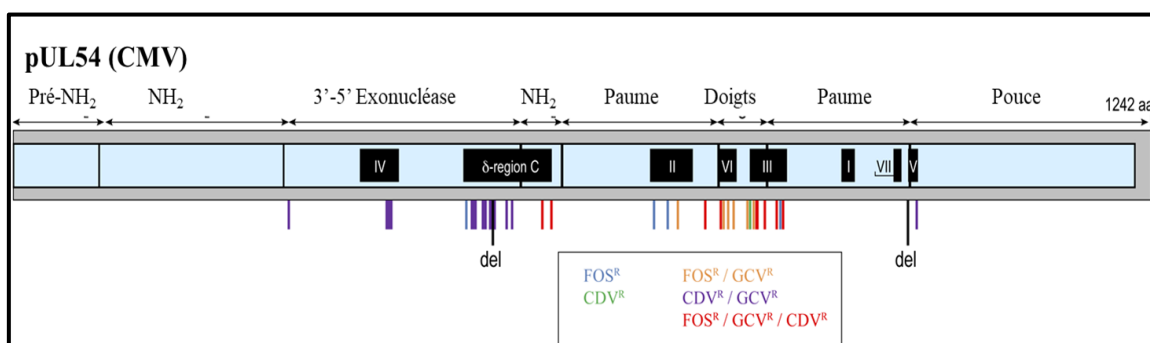 pUL54 (CMV)
Pré-NH₂ NH₂ 3’-5’ Exonucléase NH₂ Paume Doigts Paume Pouce 1242 aa
IV δ-region C II VI III I VII V
del del
FOSᴿ FOSᴿ / GCVᴿ
CDVᴿ CDVᴿ / GCVᴿ
FOSᴿ / GCVᴿ / CDVᴿ